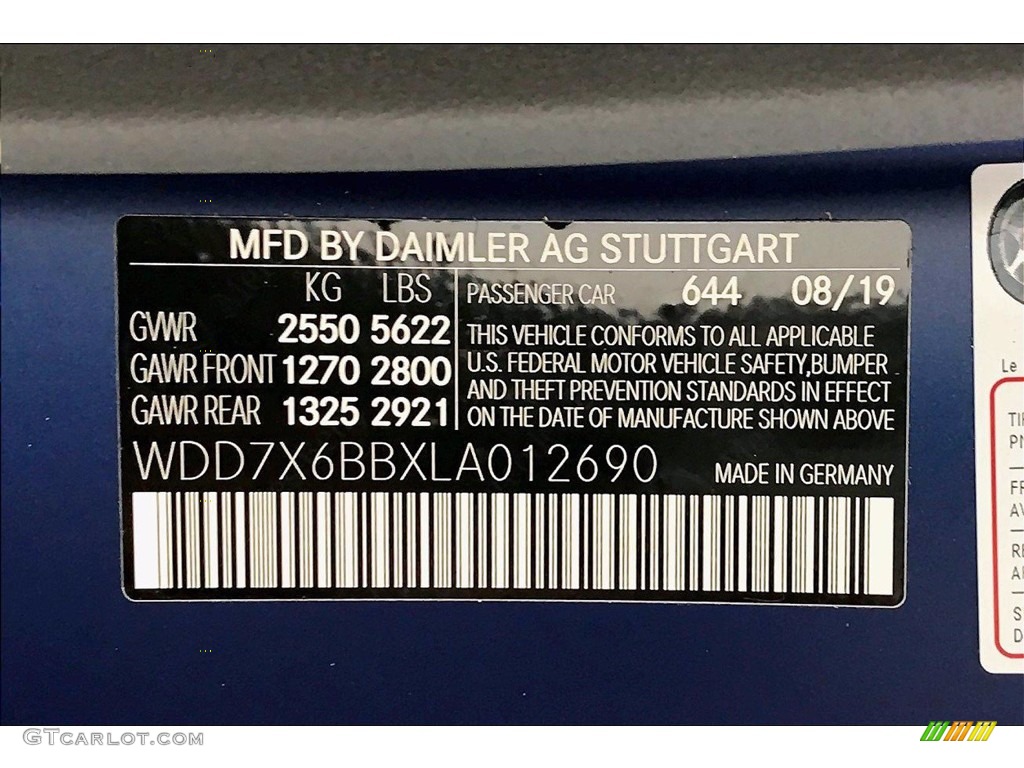 MFD BY DAIMLER AG STUTTGART
KG LBS
GVWR 2550 5622
GAWR FRONT 1270 2800
GAWR REAR 1325 2921
PASSENGER CAR 644 08/19
THIS VEHICLE CONFORMS TO ALL APPLICABLE
U.S. FEDERAL MOTOR VEHICLE SAFETY,BUMPER
AND THEFT PREVENTION STANDARDS IN EFFECT
ON THE DATE OF MANUFACTURE SHOWN ABOVE
WDD7X6BBXLA012690 MADE IN GERMANY
Le
GTCARLOT.COM